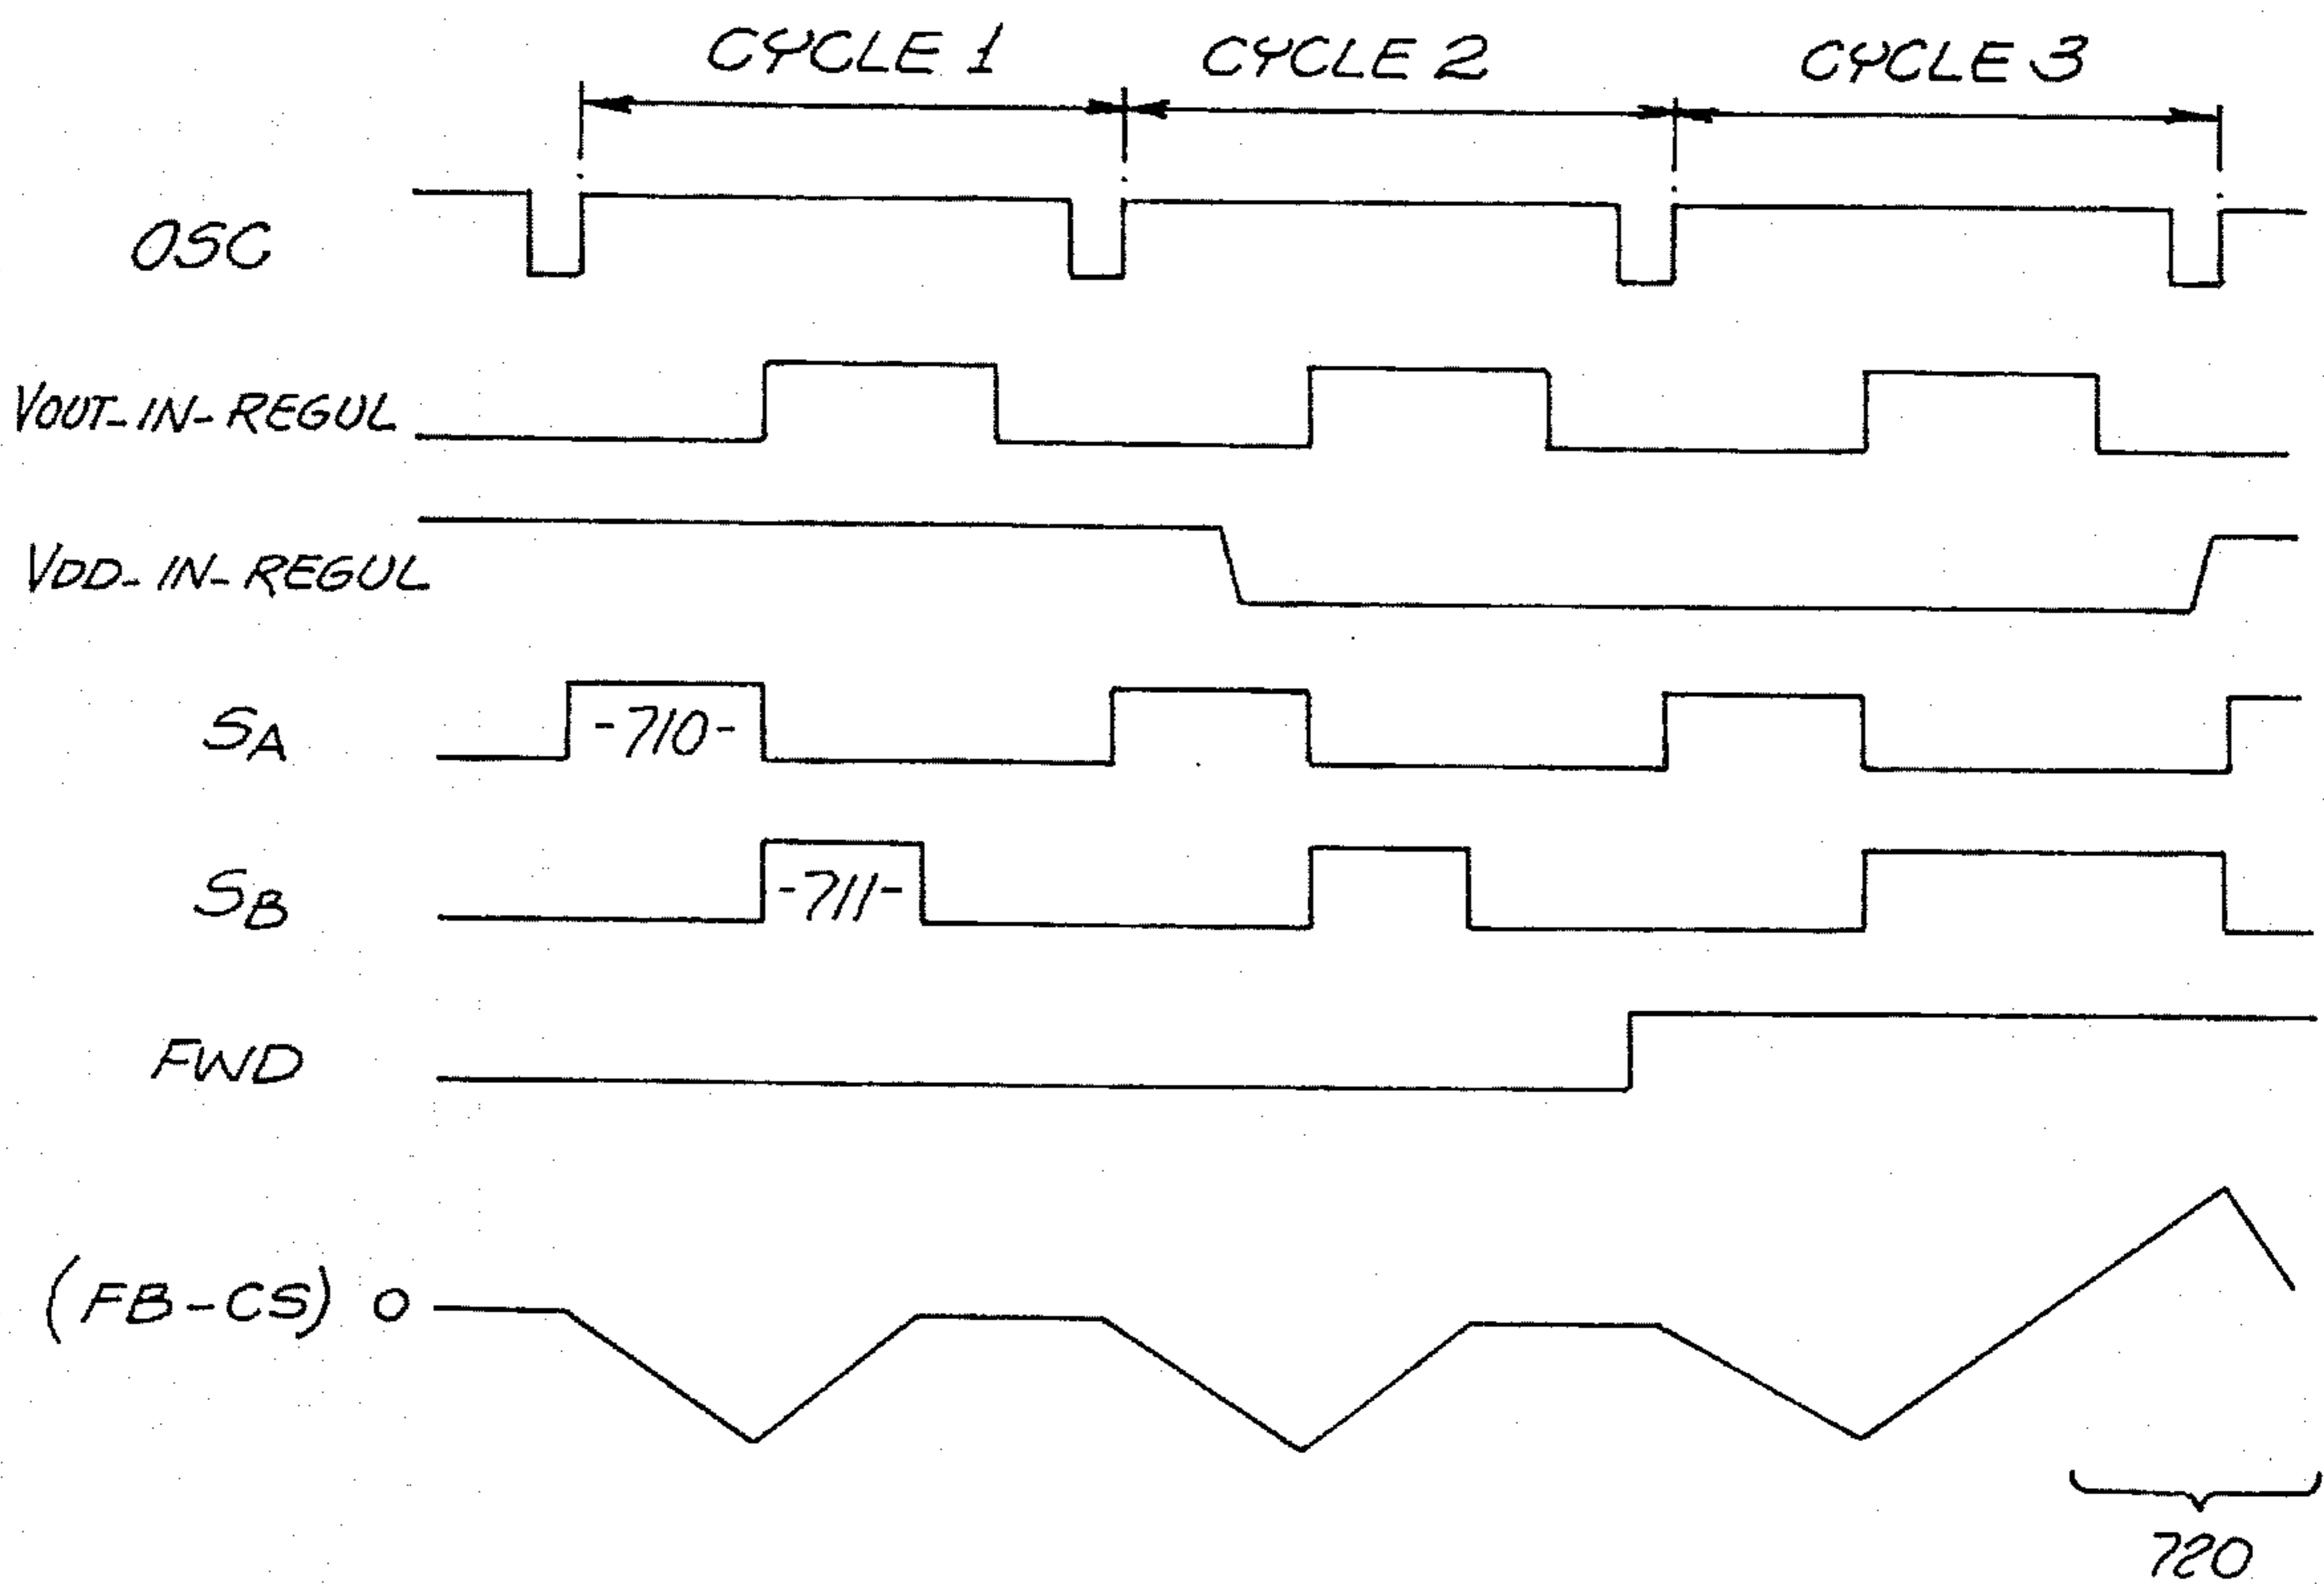 CYCLE 1 CYCLE 2 CYCLE 3
OSC
VOUT-IN-REGUL
VDD-IN-REGUL
SA -710-
SB -711-
FWD
(FB-CS) 0
720